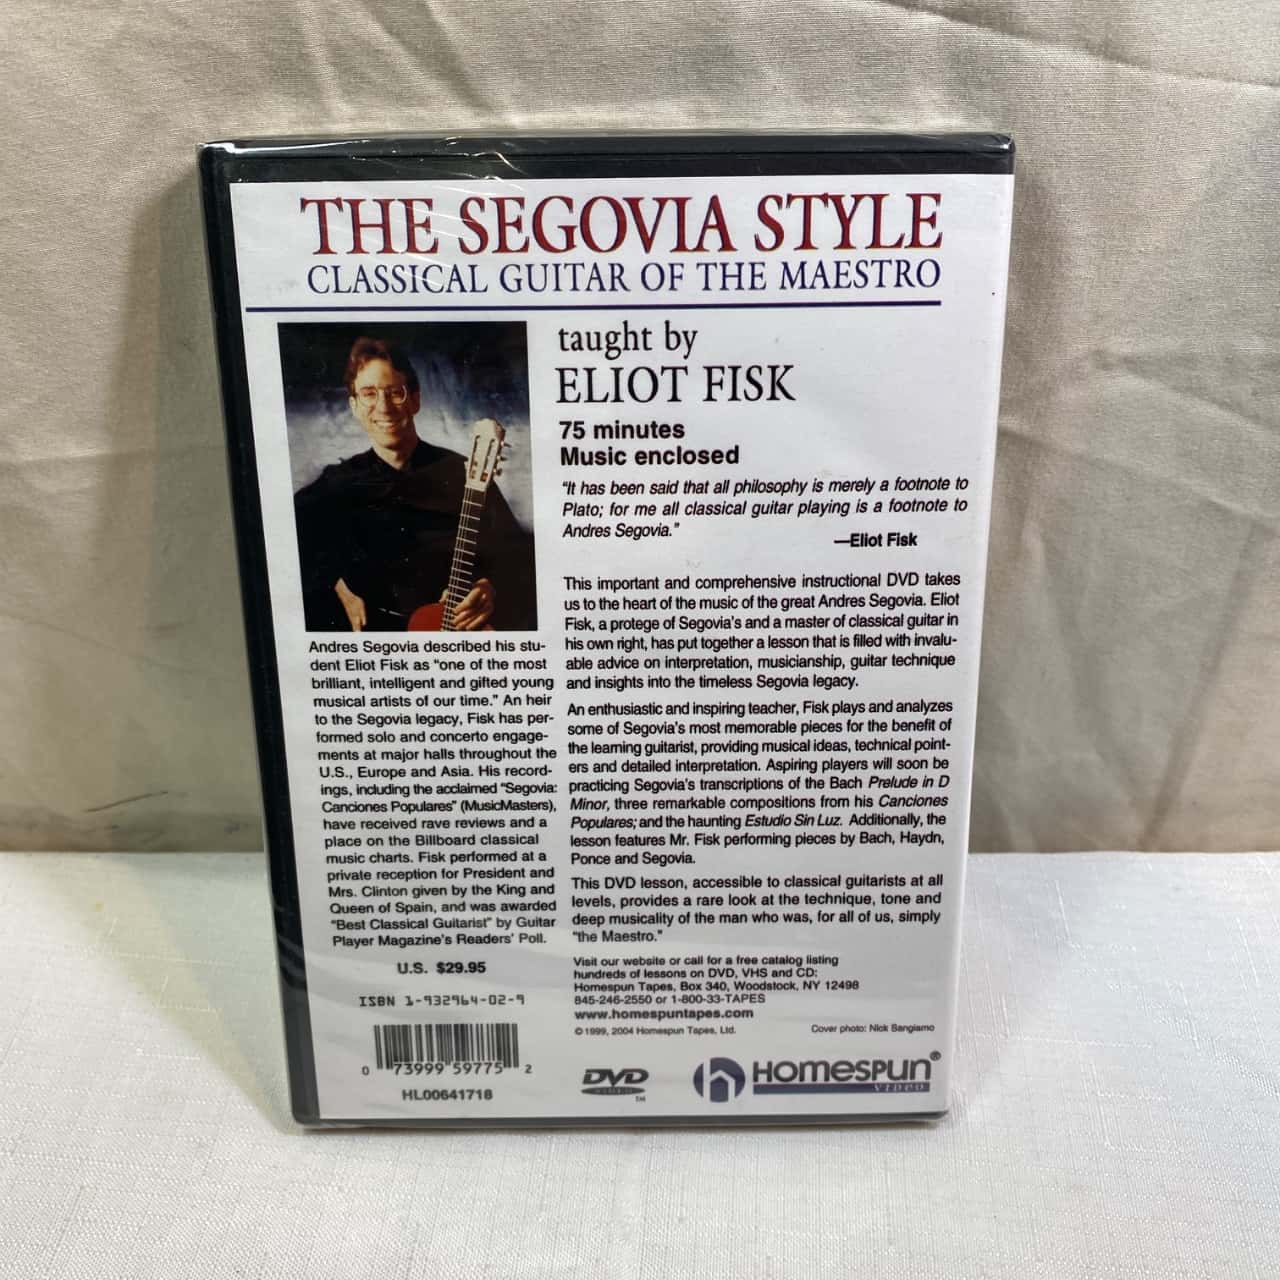 THE SEGOVIA STYLE
CLASSICAL GUITAR OF THE MAESTRO
taught by
ELIOT FISK
75 minutes
Music enclosed
“It has been said that all philosophy is merely a footnote to
Plato; for me all classical guitar playing is a footnote to
Andres Segovia.”
—Eliot Fisk
This important and comprehensive instructional DVD takes
us to the heart of the music of the great Andres Segovia. Eliot
Fisk, a protege of Segovia's and a master of classical guitar in
his own right, has put together a lesson that is filled with invalu-
able advice on interpretation, musicianship, guitar technique
and insights into the timeless Segovia legacy.
An enthusiastic and inspiring teacher, Fisk plays and analyzes
some of Segovia's most memorable pieces for the benefit of
the learning guitarist, providing musical ideas, technical point-
ers and detailed interpretation. Aspiring players will soon be
practicing Segovia's transcriptions of the Bach Prelude in D
Minor, three remarkable compositions from his Canciones
Populares; and the haunting Estudio Sin Luz. Additionally, the
lesson features Mr. Fisk performing pieces by Bach, Haydn,
Ponce and Segovia.
This DVD lesson, accessible to classical guitarists at all
levels, provides a rare look at the technique, tone and
deep musicality of the man who was, for all of us, simply
“the Maestro.”
Visit our website or call for a free catalog listing
hundreds of lessons on DVD, VHS and CD:
Homespun Tapes, Box 340, Woodstock, NY 12498
845-246-2550 or 1-800-33-TAPES
www.homespuntapes.com
© 1999, 2004 Homespun Tapes, Ltd.
Cover photo: Nick Sangiamo
Andres Segovia described his stu-
dent Eliot Fisk as “one of the most
brilliant, intelligent and gifted young
musical artists of our time.” An heir
to the Segovia legacy, Fisk has per-
formed solo and concerto engage-
ments at major halls throughout the
U.S., Europe and Asia. His record-
ings, including the acclaimed “Segovia:
Canciones Populares” (MusicMasters),
have received rave reviews and a
place on the Billboard classical
music charts. Fisk performed at a
private reception for President and
Mrs. Clinton given by the King and
Queen of Spain, and was awarded
“Best Classical Guitarist” by Guitar
Player Magazine's Readers' Poll.
U.S. $29.95
ISBN 1-932964-02-9
0 73999 59775 2
HL00641718
DVD
VIDEO
TM
HOMESPUN®
VIDEO